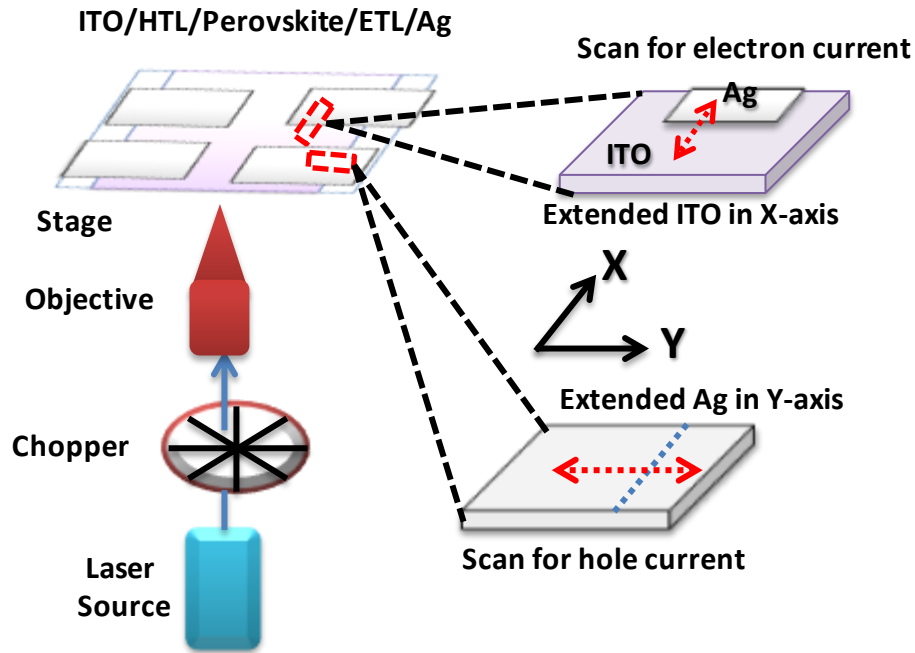 ITO/HTL/Perovskite/ETL/Ag
Scan for electron current
Ag
ITO
Extended ITO in X-axis
Stage
Objective
X
Y
Extended Ag in Y-axis
Chopper
Scan for hole current
Laser
Source